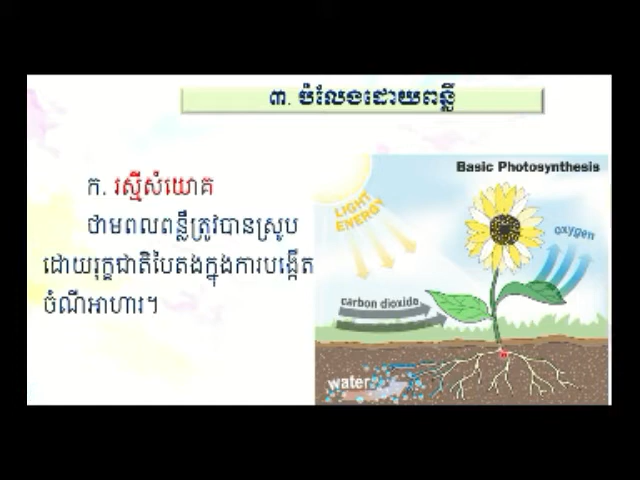 ៣. បំលែងដោយពន្លឺ
ក. រស្មីសំយោគ
ថាមពលពន្លឺត្រូវបានស្រូប
ដោយរុក្ខជាតិបៃតងក្នុងការបង្កើត
ចំណីអាហារ។
Basic Photosynthesis
LIGHT
ENERGY
oxygen
carbon dioxide
water